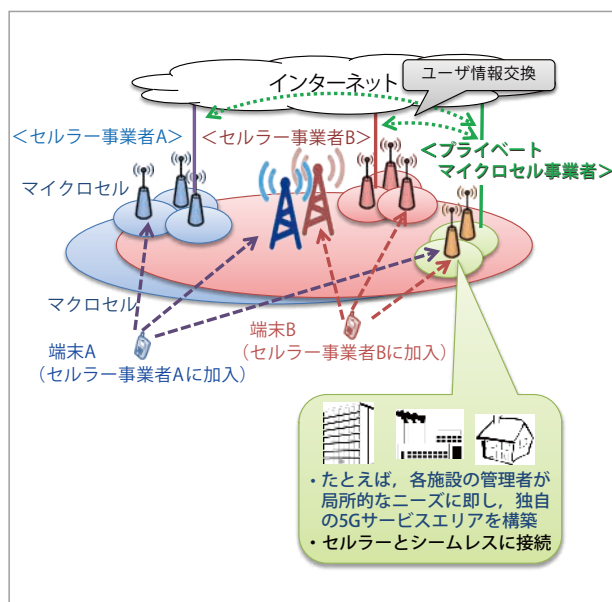 インターネット
ユーザ情報交換
＜セルラー事業者A＞
＜セルラー事業者B＞
＜プライベート
マイクロセル事業者＞
マイクロセル
マクロセル
端末A
（セルラー事業者Aに加入）
端末B
（セルラー事業者Bに加入）
・たとえば，各施設の管理者が
局所的なニーズに即し，独自
の5Gサービスエリアを構築
・セルラーとシームレスに接続